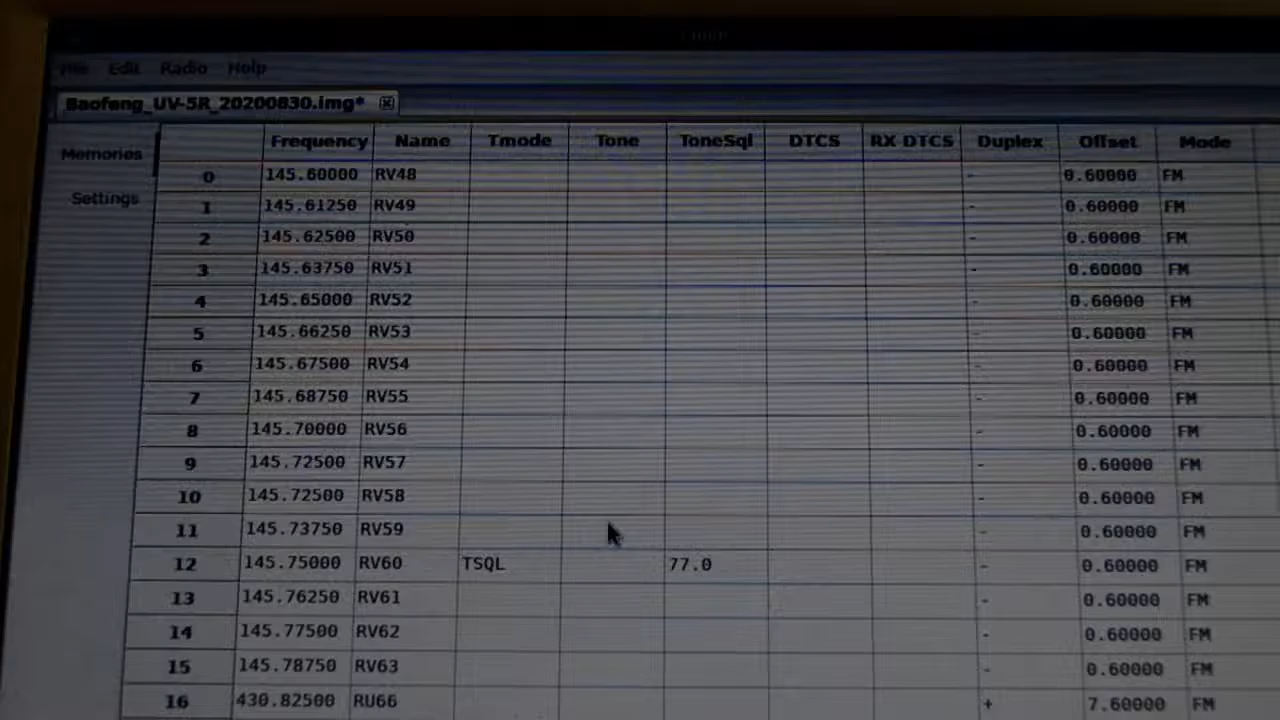 File Edit Radio Help
Baofeng_UV-5R_20200830.img*
Memories
Settings
Frequency Name Tmode Tone ToneSql DTCS RX DTCS Duplex Offset Mode
0 145.60000 RV48 - 0.60000 FM
1 145.61250 RV49 - 0.60000 FM
2 145.62500 RV50 - 0.60000 FM
3 145.63750 RV51 - 0.60000 FM
4 145.65000 RV52 - 0.60000 FM
5 145.66250 RV53 - 0.60000 FM
6 145.67500 RV54 - 0.60000 FM
7 145.68750 RV55 - 0.60000 FM
8 145.70000 RV56 - 0.60000 FM
9 145.72500 RV57 - 0.60000 FM
10 145.72500 RV58 - 0.60000 FM
11 145.73750 RV59 - 0.60000 FM
12 145.75000 RV60 TSQL 77.0 - 0.60000 FM
13 145.76250 RV61 - 0.60000 FM
14 145.77500 RV62 - 0.60000 FM
15 145.78750 RV63 - 0.60000 FM
16 430.82500 RU66 + 7.60000 FM